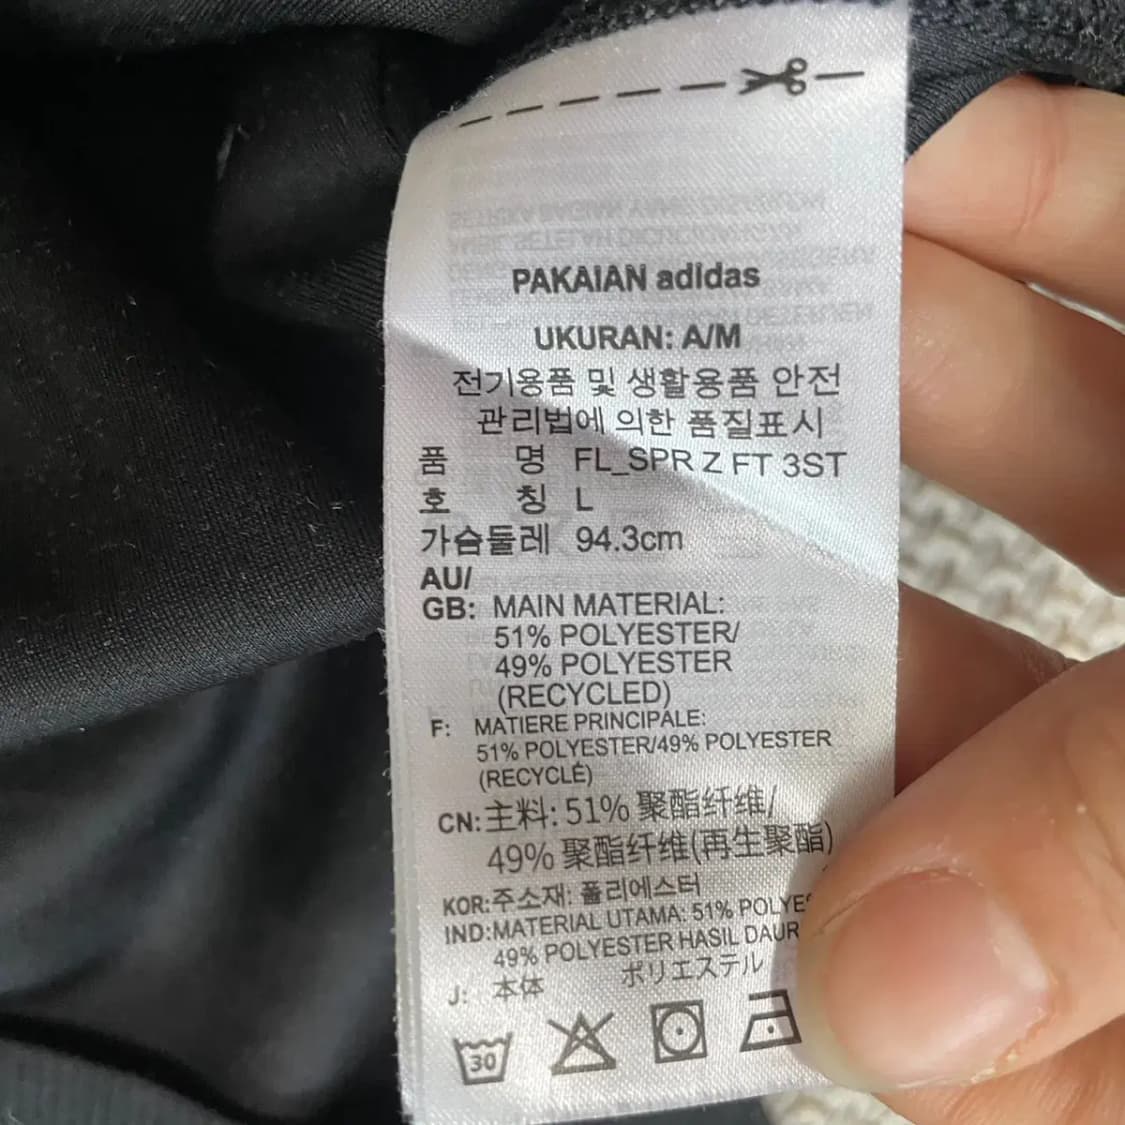 PAKAIAN adidas
UKURAN: A/M
전기용품 및 생활용품 안전
관리법에 의한 품질표시
품 명 FL_SPR Z FT 3ST
호 칭 L
가슴둘레 94.3cm
AU/
GB: MAIN MATERIAL:
51% POLYESTER/
49% POLYESTER
(RECYCLED)
F: MATIERE PRINCIPALE:
51% POLYESTER/49% POLYESTER
(RECYCLÉ)
CN: 主料: 51% 聚酯纤维/
49% 聚酯纤维(再生聚酯)
KOR: 주소재: 폴리에스터
IND: MATERIAL UTAMA: 51% POLYES
49% POLYESTER HASIL DAUR
J: 本体 ポリエステル
30